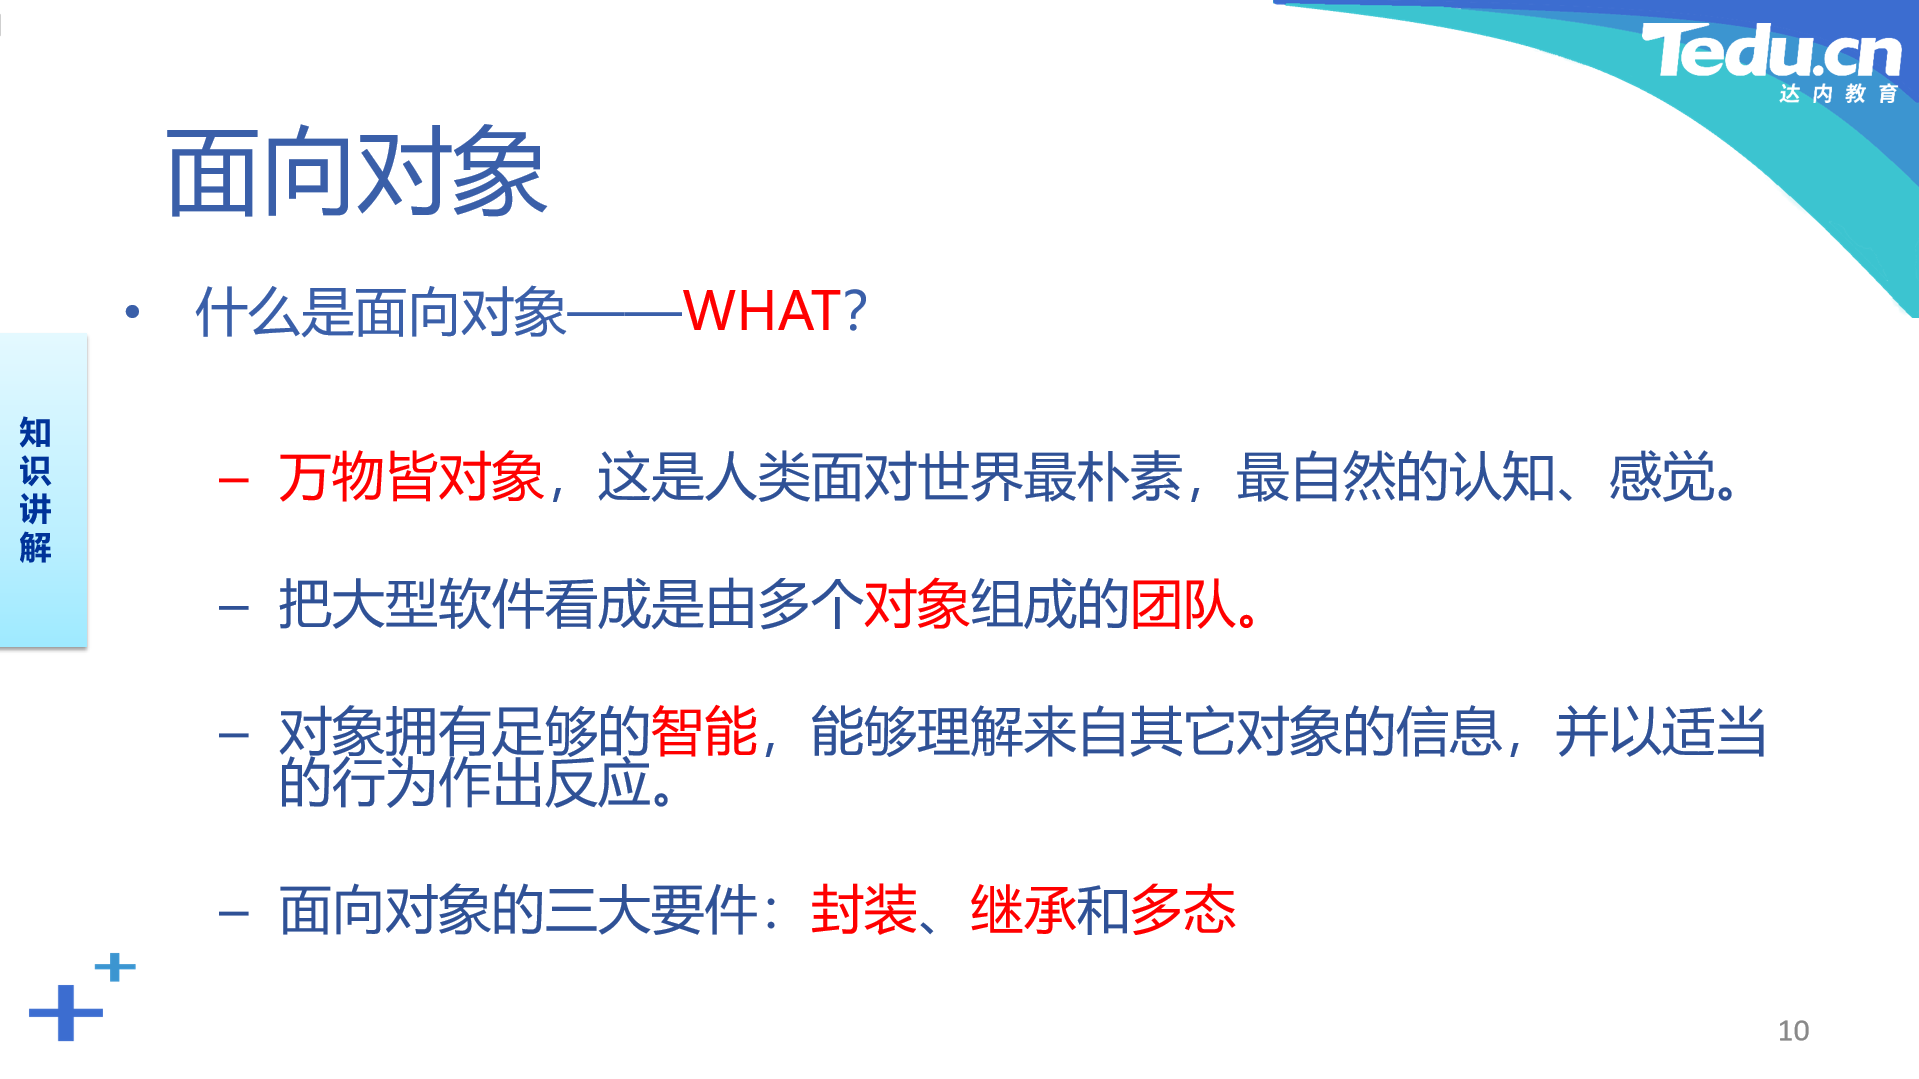 Tedu.cn
达内教育
面向对象
• 什么是面向对象——WHAT?
知
识
讲
解
– 万物皆对象，这是人类面对世界最朴素，最自然的认知、感觉。
– 把大型软件看成是由多个对象组成的团队。
– 对象拥有足够的智能，能够理解来自其它对象的信息，并以适当
的行为作出反应。
– 面向对象的三大要件：封装、继承和多态
10